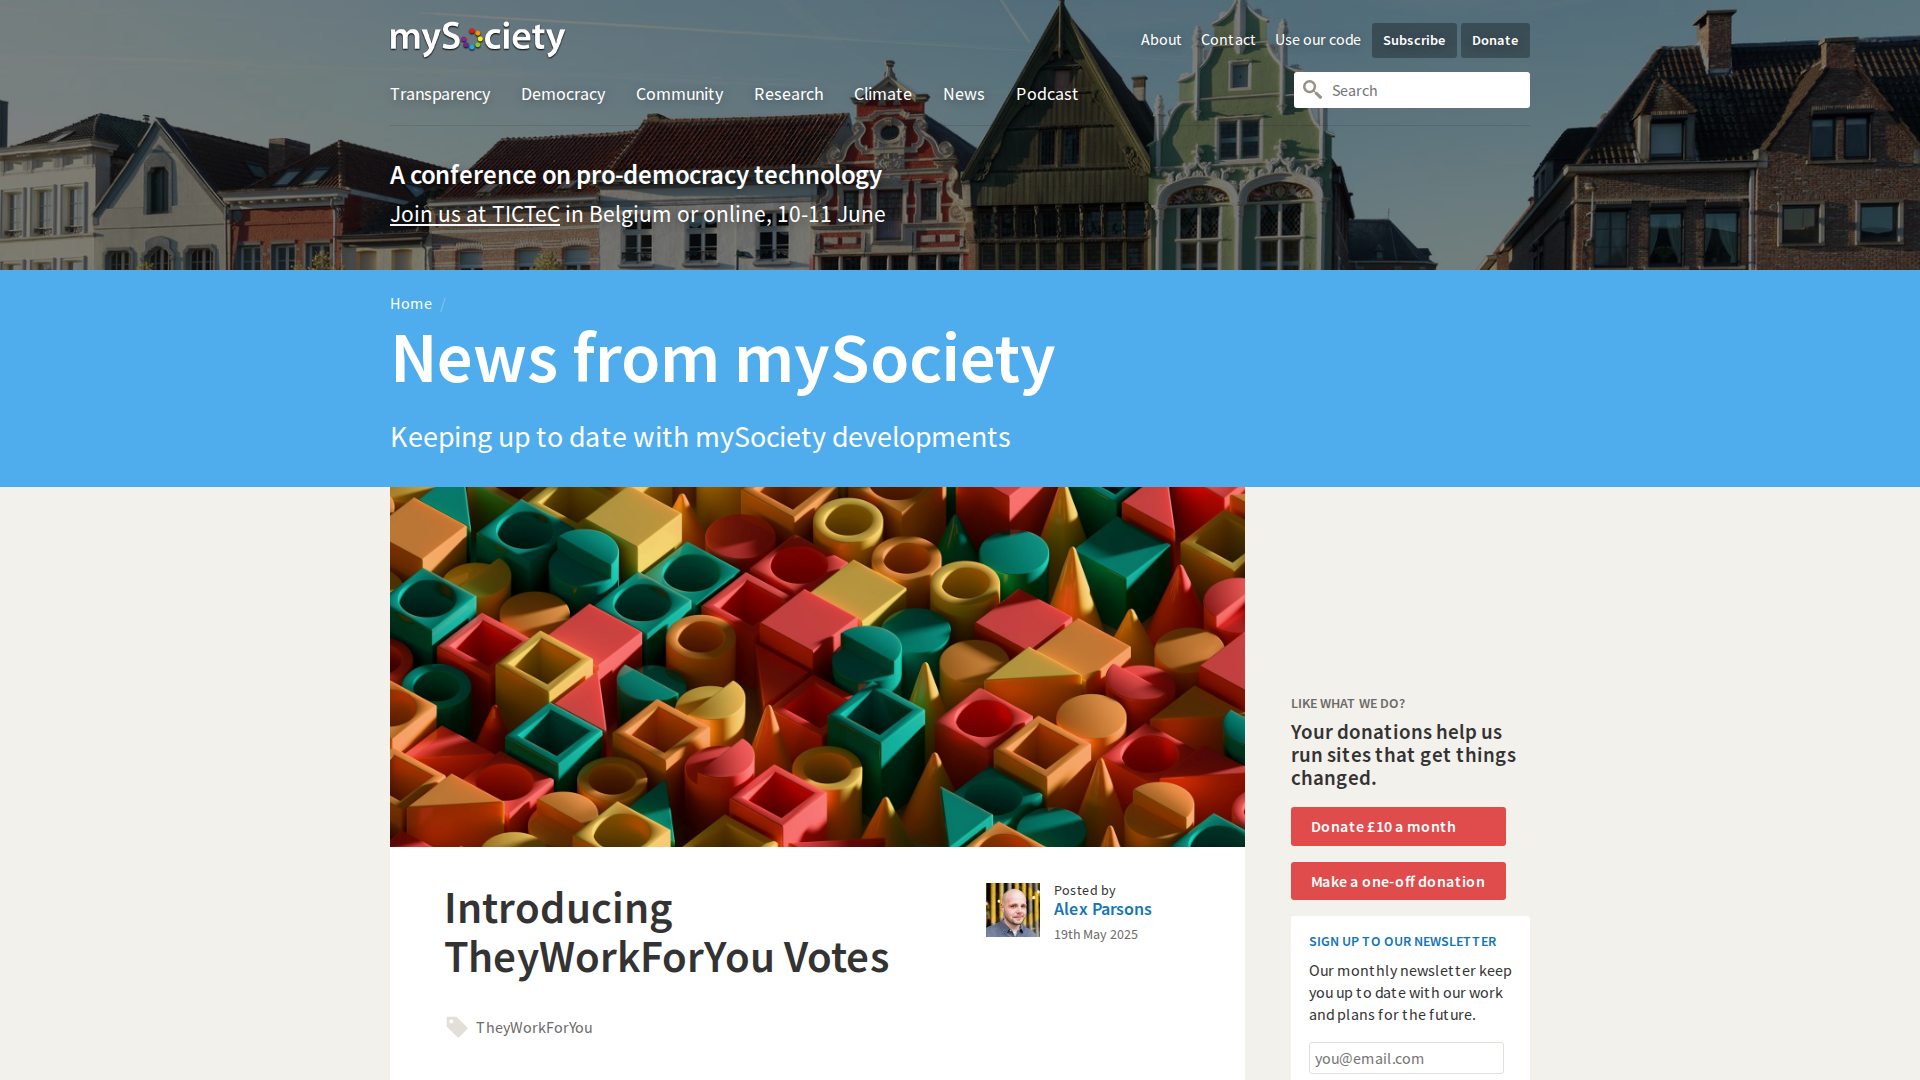 mySociety
About
Contact
Use our code
Subscribe
Donate
Transparency
Democracy
Community
Research
Climate
News
Podcast
Search
A conference on pro-democracy technology
Join us at TICTeC in Belgium or online, 10-11 June
Home /
News from mySociety
Keeping up to date with mySociety developments
Introducing
TheyWorkForYou Votes
Posted by
Alex Parsons
19th May 2025
TheyWorkForYou
LIKE WHAT WE DO?
Your donations help us
run sites that get things
changed.
Donate £10 a month
Make a one-off donation
SIGN UP TO OUR NEWSLETTER
Our monthly newsletter keep
you up to date with our work
and plans for the future.
you@email.com